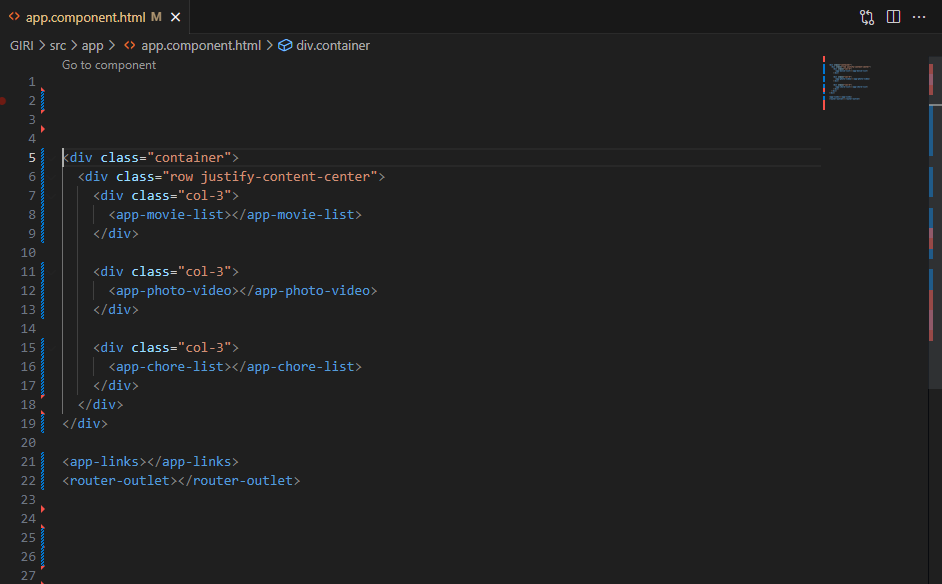 app.component.html M
GIRI > src > app > app.component.html > div.container
Go to component
1
2
3
4
5 <div class="container">
6 <div class="row justify-content-center">
7 <div class="col-3">
8 <app-movie-list></app-movie-list>
9 </div>
10
11 <div class="col-3">
12 <app-photo-video></app-photo-video>
13 </div>
14
15 <div class="col-3">
16 <app-chore-list></app-chore-list>
17 </div>
18 </div>
19 </div>
20
21 <app-links></app-links>
22 <router-outlet></router-outlet>
23
24
25
26
27